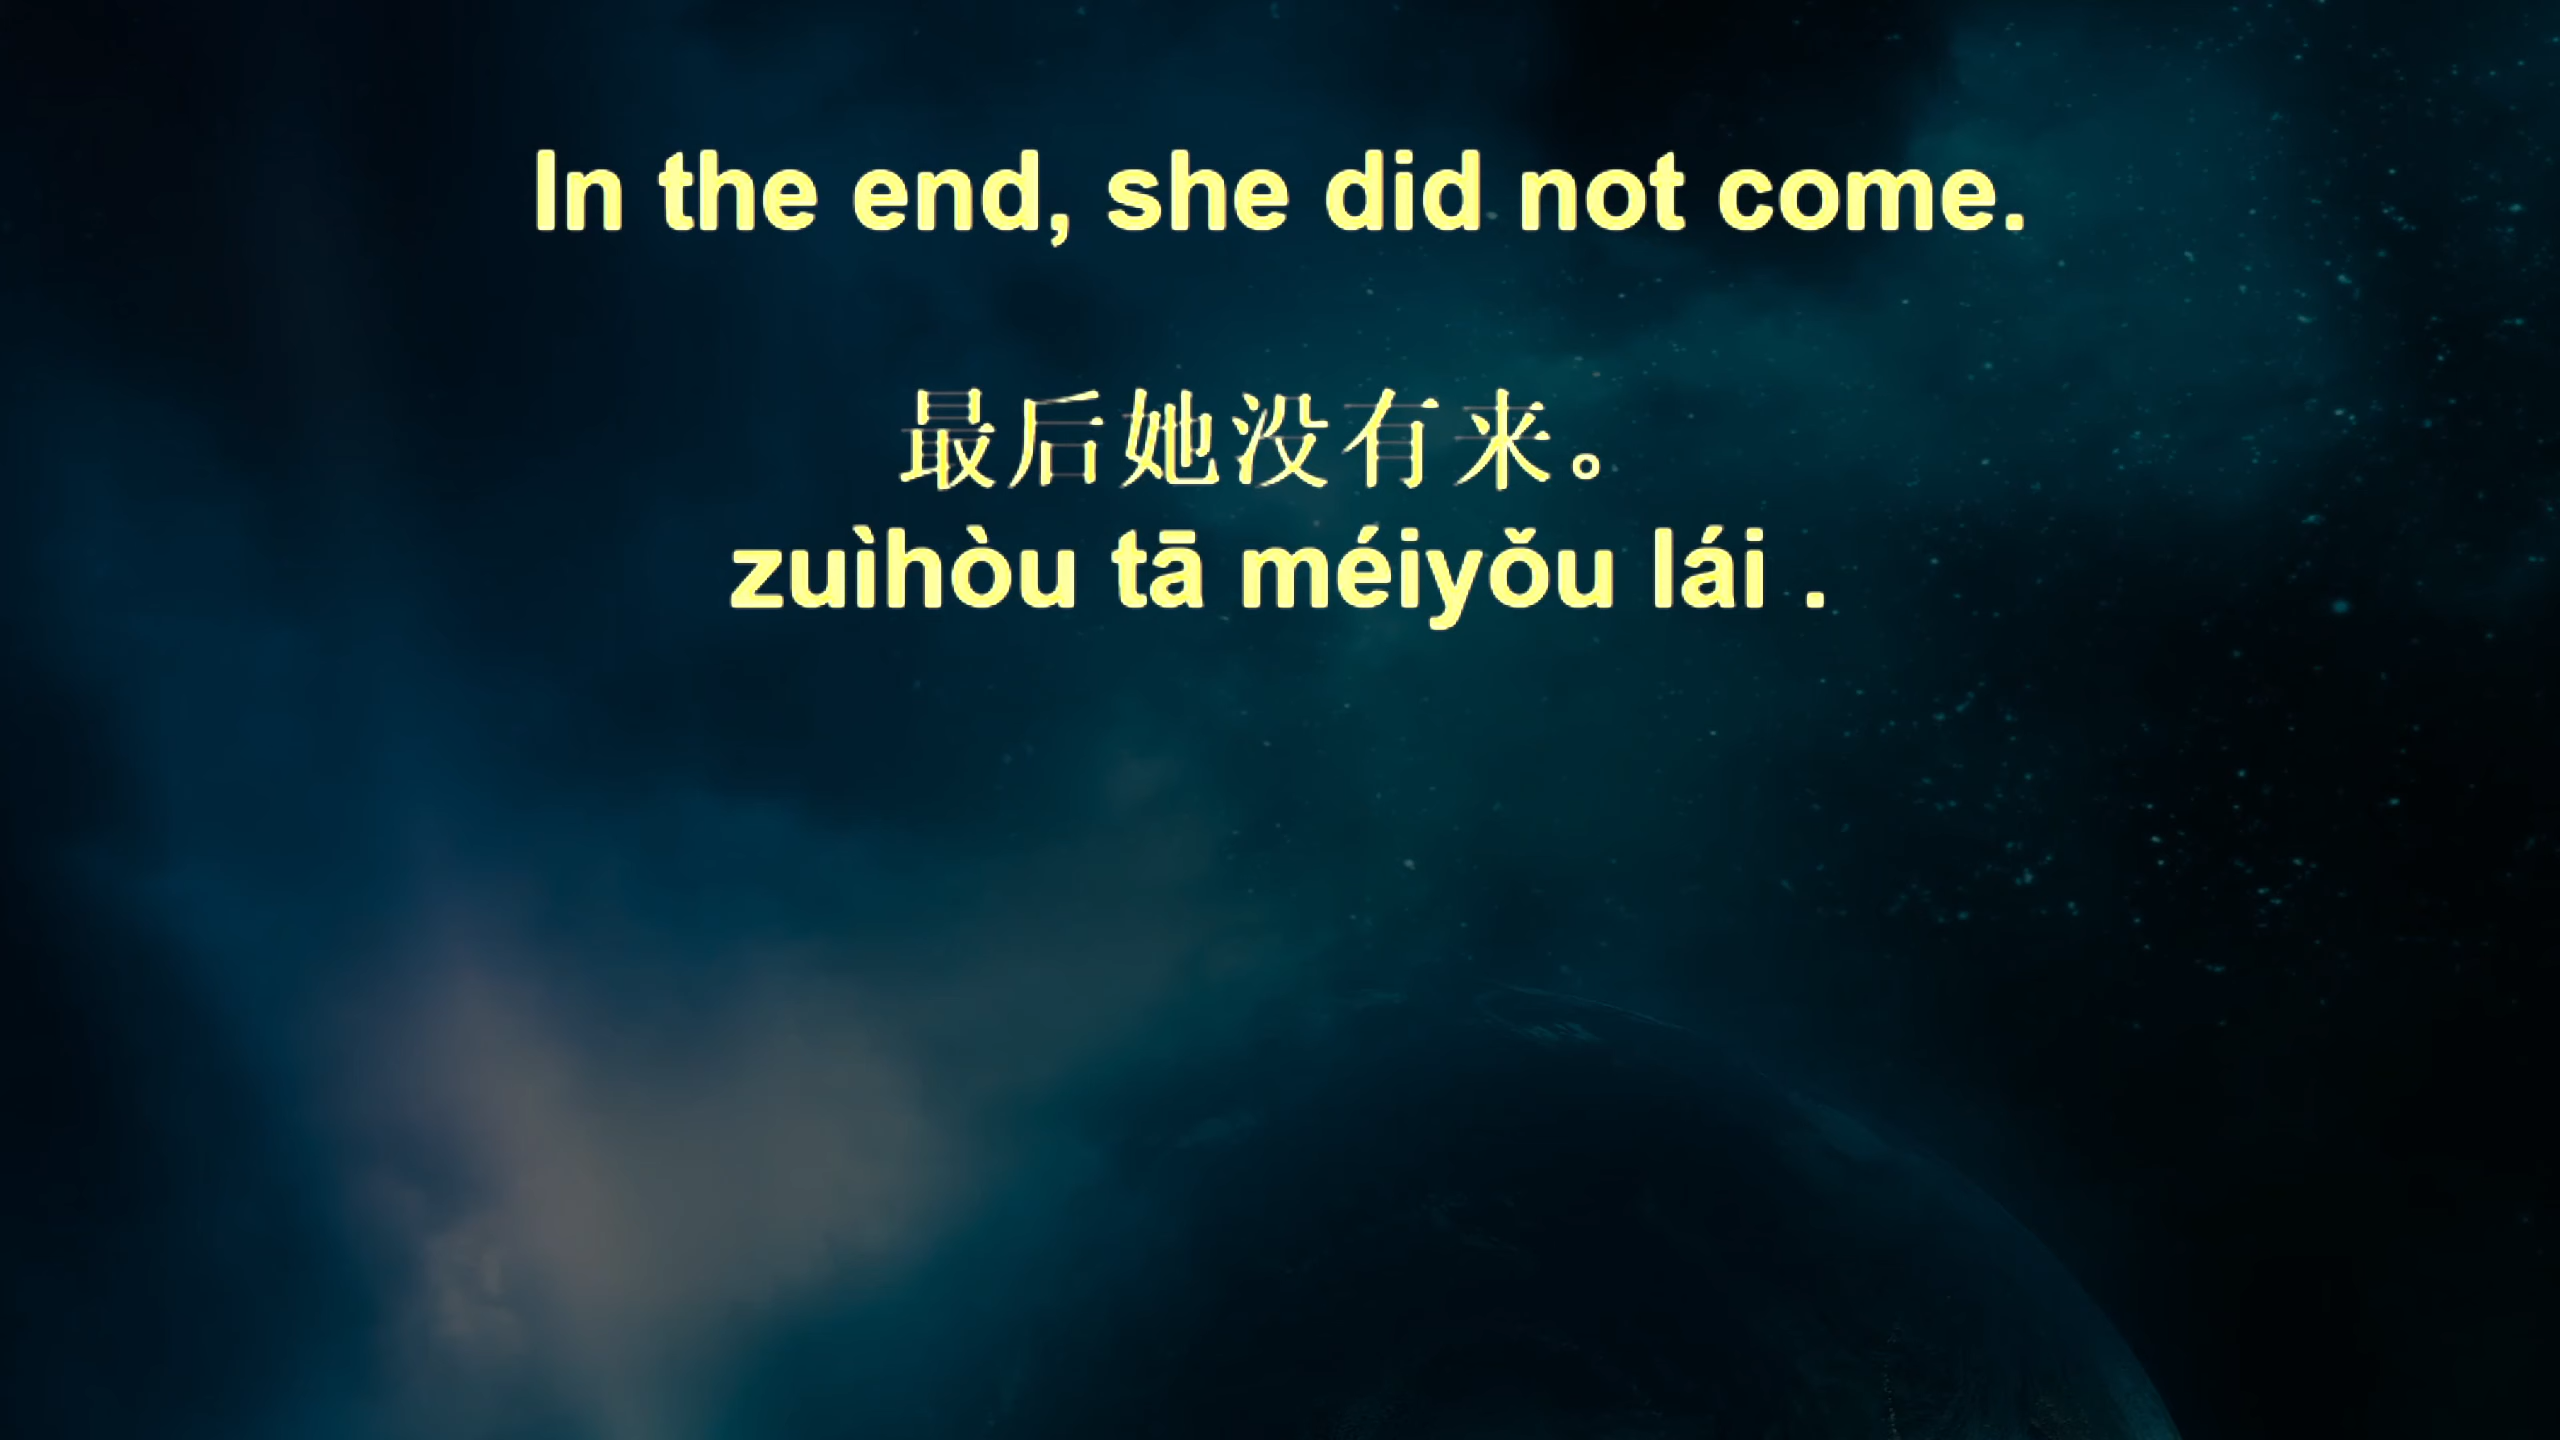 In the end, she did not come.
最后她没有来。
zuìhòu tā méiyǒu lái .